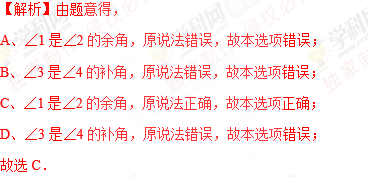 【解析】由题意得，
A、∠1是∠2的余角，原说法错误，故本选项错误；
B、∠3是∠4的补角，原说法错误，故本选项错误；
C、∠1是∠2的余角，原说法正确，故本选项正确；
D、∠3是∠4的补角，原说法错误，故本选项错误；
故选C．